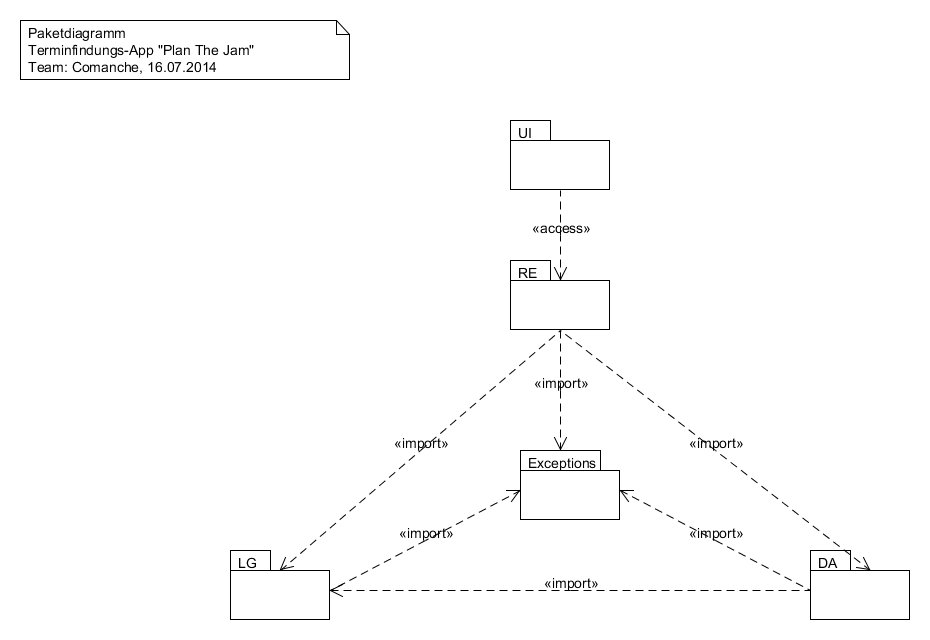 Paketdiagramm
Terminfindungs-App "Plan The Jam"
Team: Comanche, 16.07.2014
UI
«access»
RE
«import»
«import»
«import»
Exceptions
«import»
«import»
LG
«import»
DA